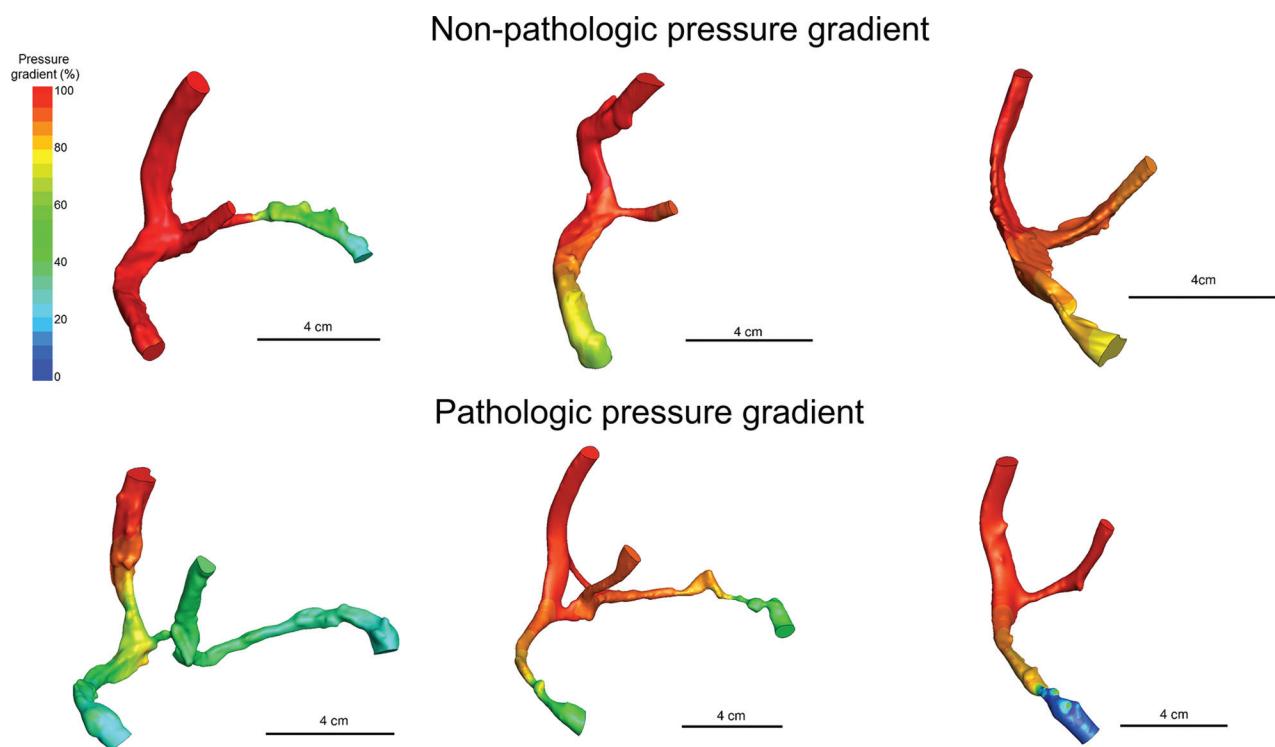 Non-pathologic pressure gradient
Pressure
gradient (%)
100
80
60
40
20
0
4 cm
4 cm
4cm
Pathologic pressure gradient
4 cm
4 cm
4 cm